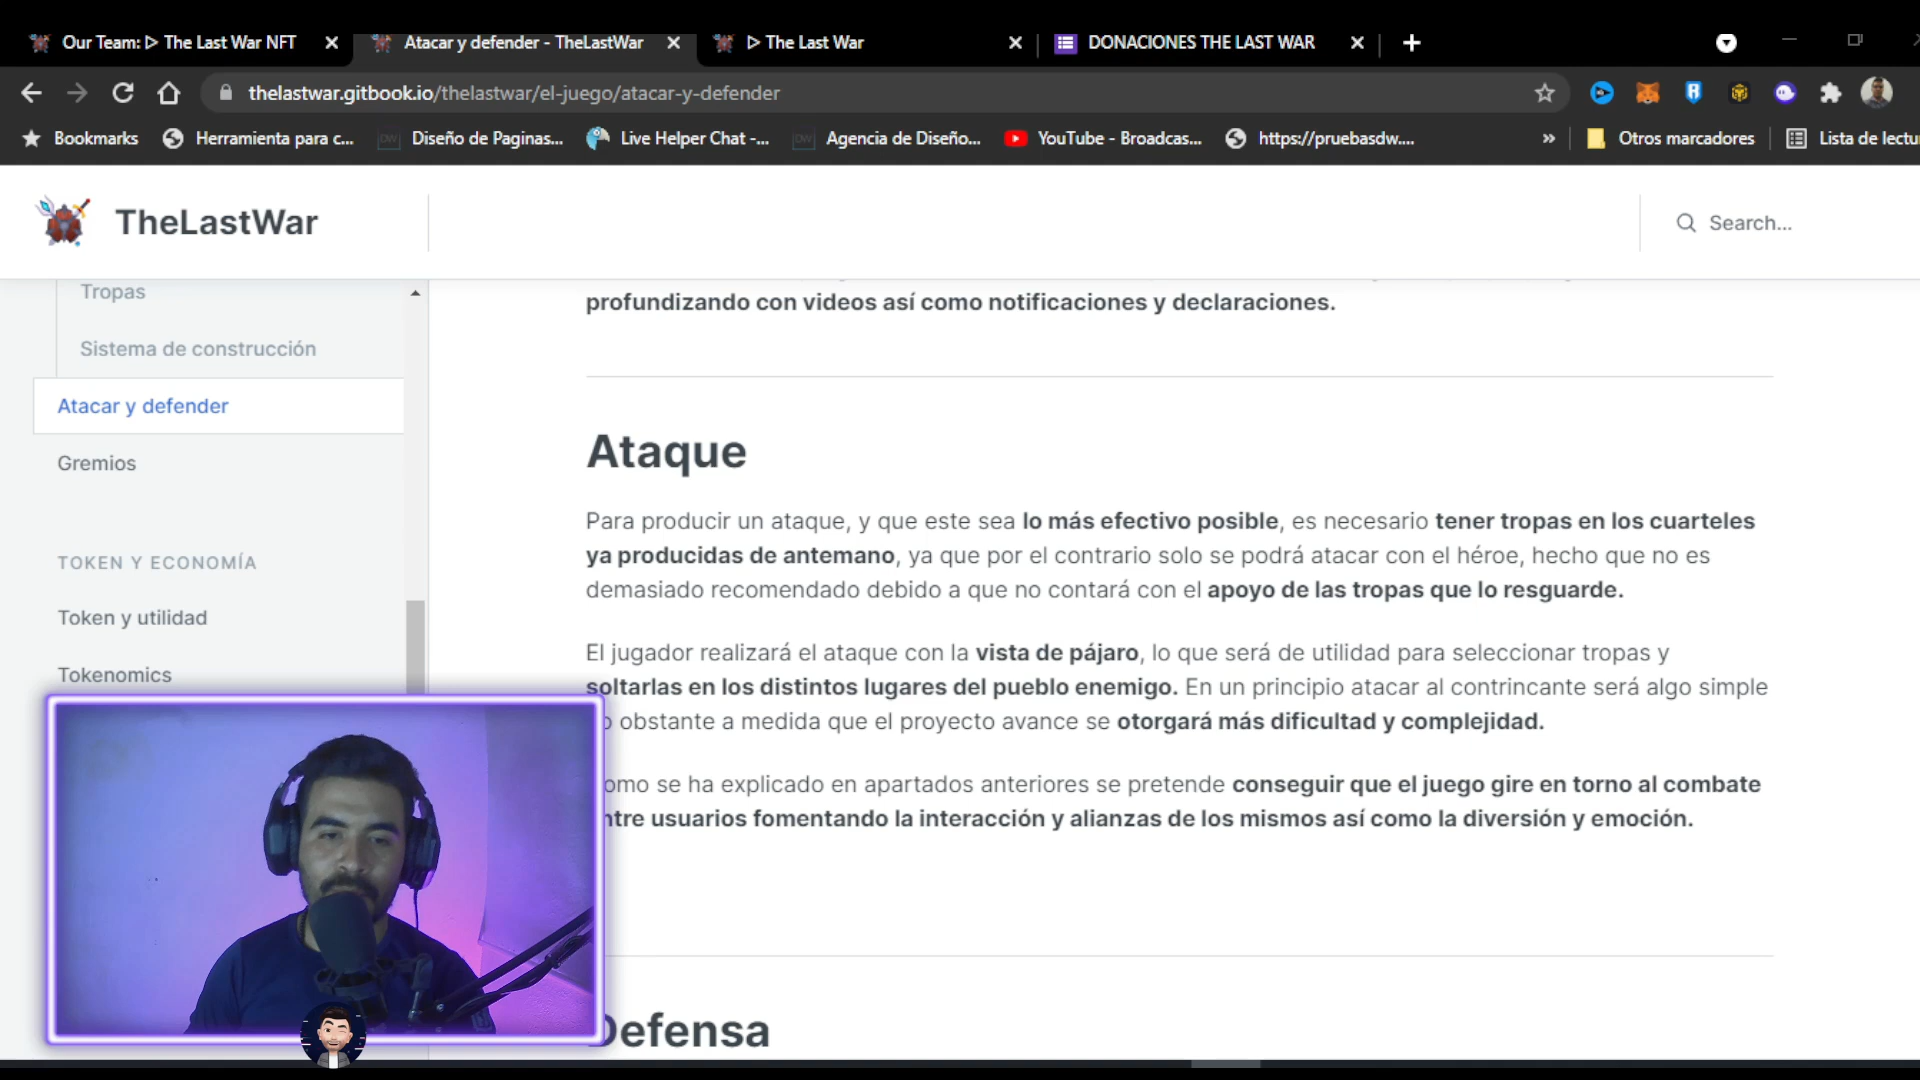 Our Team: ᐅ The Last War NFT
Atacar y defender - TheLastWar
ᐅ The Last War
DONACIONES THE LAST WAR
thelastwar.gitbook.io/thelastwar/el-juego/atacar-y-defender
Bookmarks
Herramienta para c...
Diseño de Paginas...
Live Helper Chat -...
Agencia de Diseño...
YouTube - Broadcas...
https://pruebasdw....
Otros marcadores
Lista de lectu
TheLastWar
Search...
Tropas
Sistema de construcción
Atacar y defender
Gremios
TOKEN Y ECONOMÍA
Token y utilidad
Tokenomics
profundizando con videos así como notificaciones y declaraciones.
Ataque
Para producir un ataque, y que este sea lo más efectivo posible, es necesario tener tropas en los cuarteles
ya producidas de antemano, ya que por el contrario solo se podrá atacar con el héroe, hecho que no es
demasiado recomendado debido a que no contará con el apoyo de las tropas que lo resguarde.
El jugador realizará el ataque con la vista de pájaro, lo que será de utilidad para seleccionar tropas y
soltarlas en los distintos lugares del pueblo enemigo. En un principio atacar al contrincante será algo simple
o obstante a medida que el proyecto avance se otorgará más dificultad y complejidad.
omo se ha explicado en apartados anteriores se pretende conseguir que el juego gire en torno al combate
ntre usuarios fomentando la interacción y alianzas de los mismos así como la diversión y emoción.
Defensa